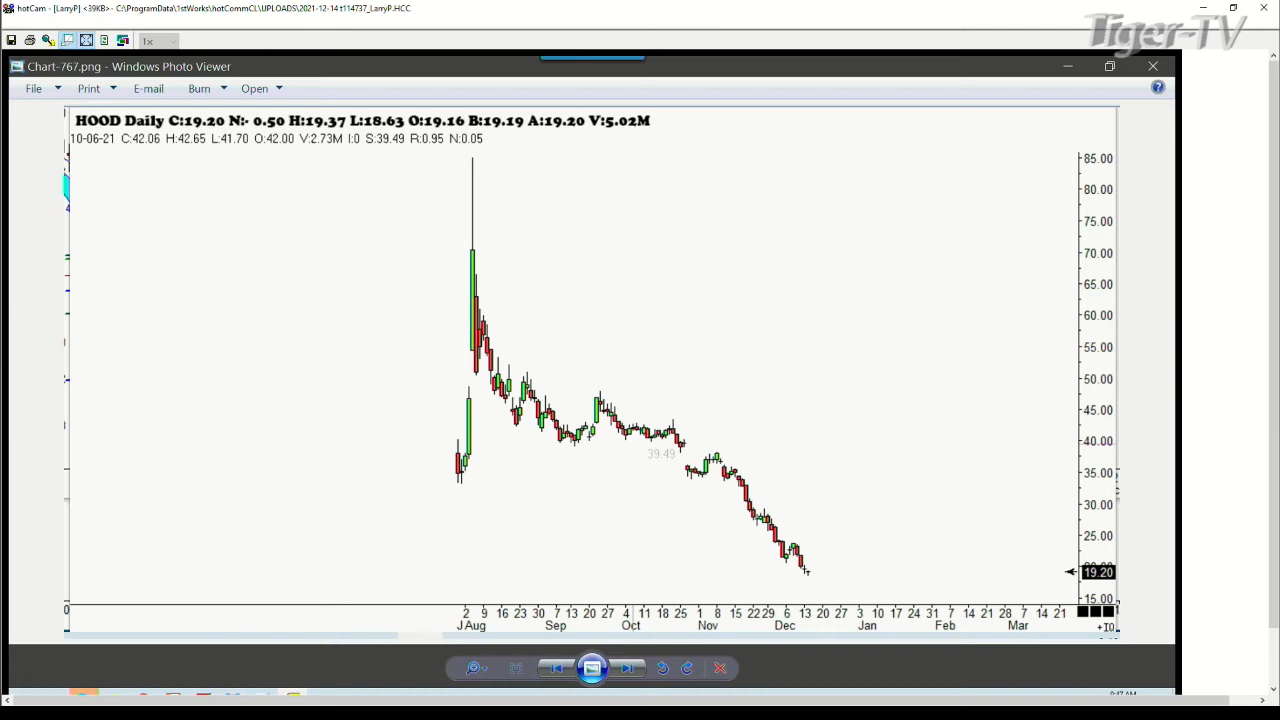 hotCam - [LarryP] <39KB>- C:\ProgramData\1stWorks\hotCommCL\UPLOADS\2021-12-14 t114737_LarryP.HCC
Tiger-TV
1x
Chart-767.png - Windows Photo Viewer
File Print E-mail Burn Open
HOOD Daily C:19.20 N:- 0.50 H:19.37 L:18.63 O:19.16 B:19.19 A:19.20 V:5.02M
10-06-21 C:42.06 H:42.65 L:41.70 O:42.00 V:2.73M I:0 S:39.49 R:0.95 N:0.05
85.00
80.00
75.00
70.00
65.00
60.00
55.00
50.00
45.00
40.00
39.49
35.00
30.00
25.00
19.20
15.00
2 9 16 23 30 7 13 20 27 4 11 18 25 1 8 15 22 29 6 13 20 27 3 10 17 24 31 7 14 21 28 7 14 21
JAug Sep Oct Nov Dec Jan Feb Mar